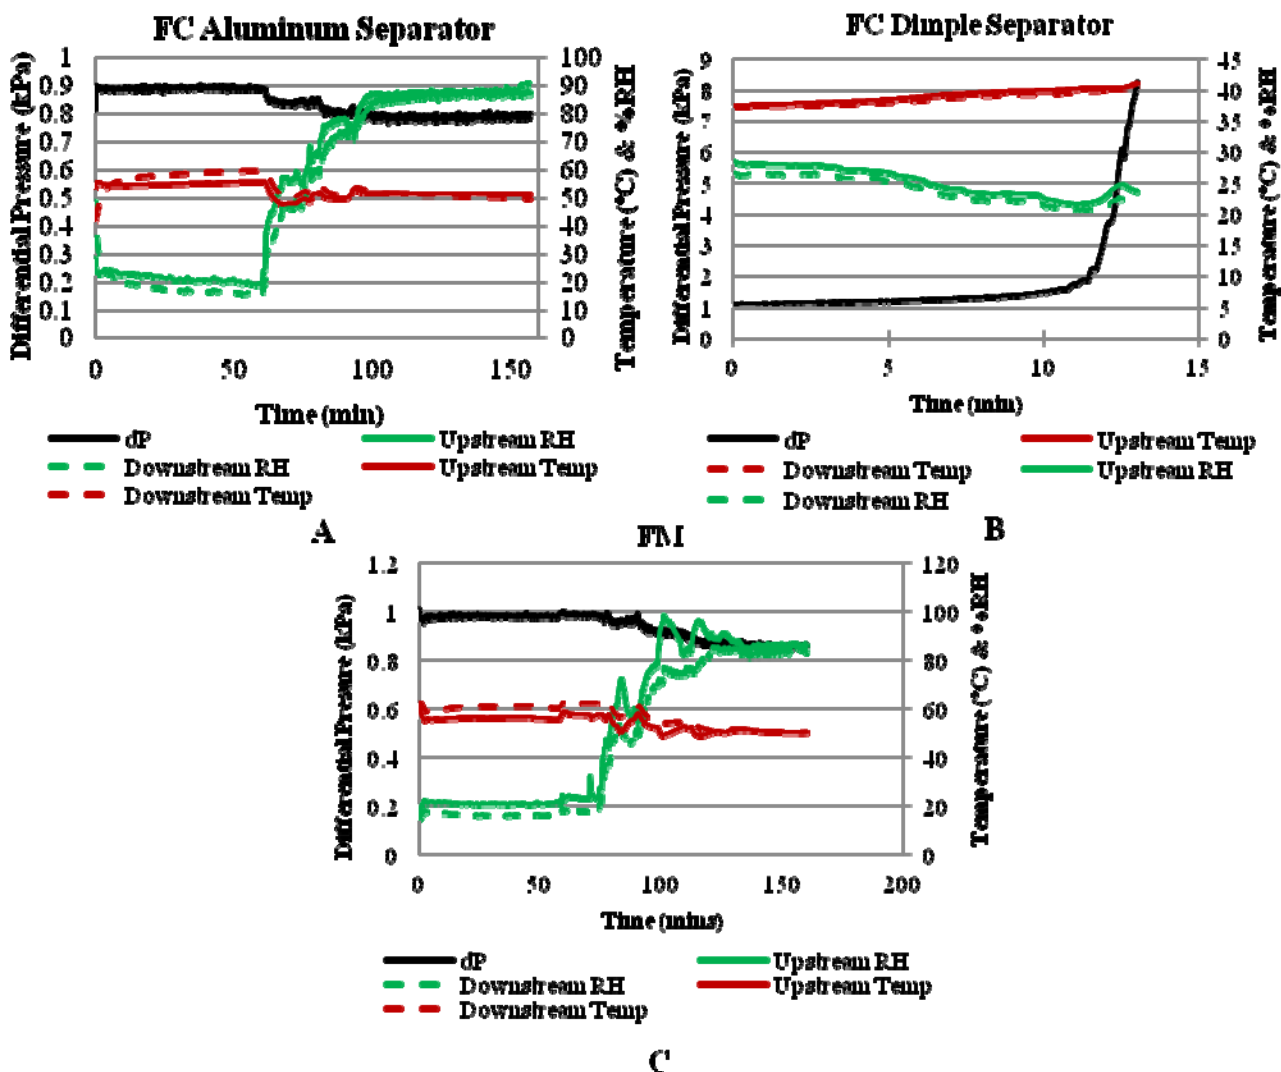 FC Aluminum Separator
Differential Pressure (kPa)
1
0.9
0.8
0.7
0.6
0.5
0.4
0.3
0.2
0.1
0
100
90
80
70
60
50
40
30
20
10
0
Temperature (°C) & %RH
0 50 100 150
Time (min)
dP Upstream RH
Downstream RH Upstream Temp
Downstream Temp
A
FC Dimple Separator
Differential Pressure (kPa)
9
8
7
6
5
4
3
2
1
0
45
40
35
30
25
20
15
10
5
0
Temperature (°C) & %RH
0 5 10 15
Time (min)
dP Upstream Temp
Downstream Temp Upstream RH
Downstream RH
B
FM
Differential Pressure (kPa)
1.2
1
0.8
0.6
0.4
0.2
0
120
100
80
60
40
20
0
Temperature (°C) & %RH
0 50 100 150 200
Time (mins)
dP Upstream RH
Downstream RH Upstream Temp
Downstream Temp
C